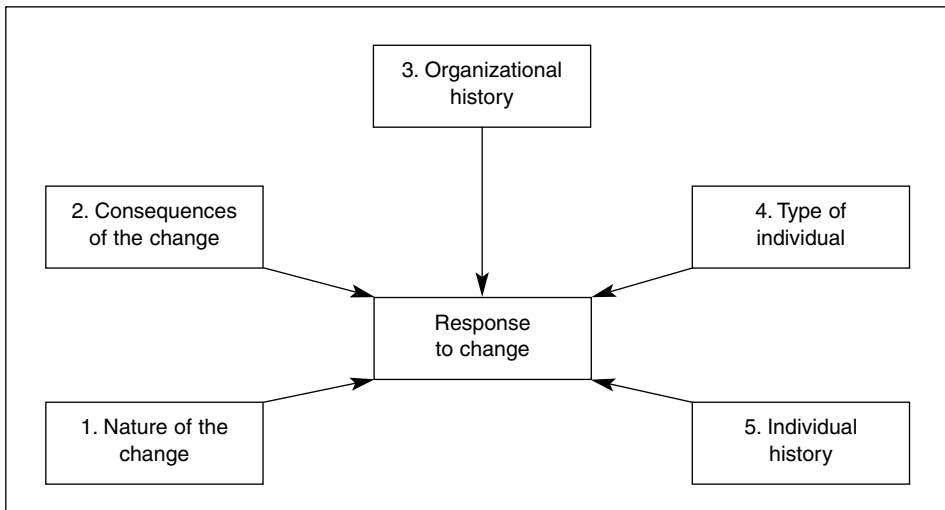 3. Organizational
history
2. Consequences
of the change
4. Type of
individual
Response
to change
1. Nature of the
change
5. Individual
history